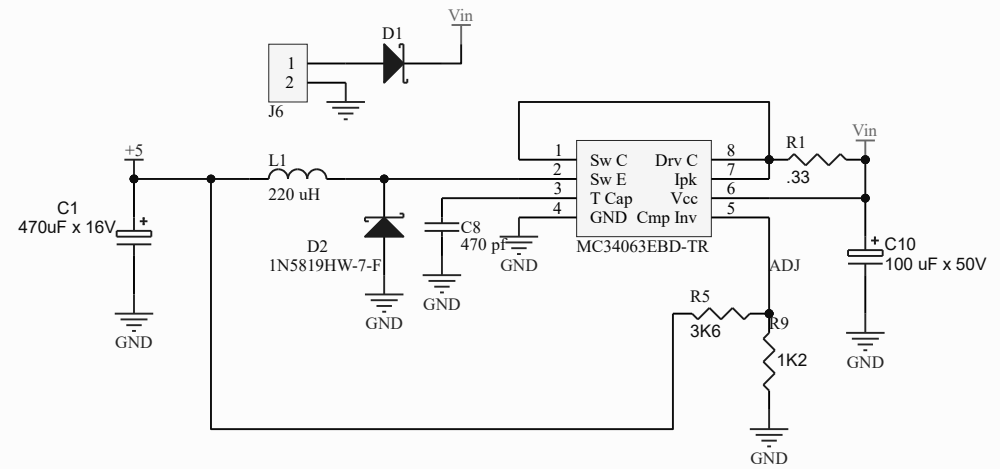 Vin
D1
1
2
J6
+5
L1
220 uH
C1
470uF x 16V
+
D2
1N5819HW-7-F
GND
GND
C8
470 pf
GND
GND
1
2
3
4
Sw C
Sw E
T Cap
GND
Drv C
Ipk
Vcc
Cmp Inv
8
7
6
5
MC34063EBD-TR
R1
.33
Vin
+
C10
100 uF x 50V
GND
ADJ
R5
3K6
R9
1K2
GND